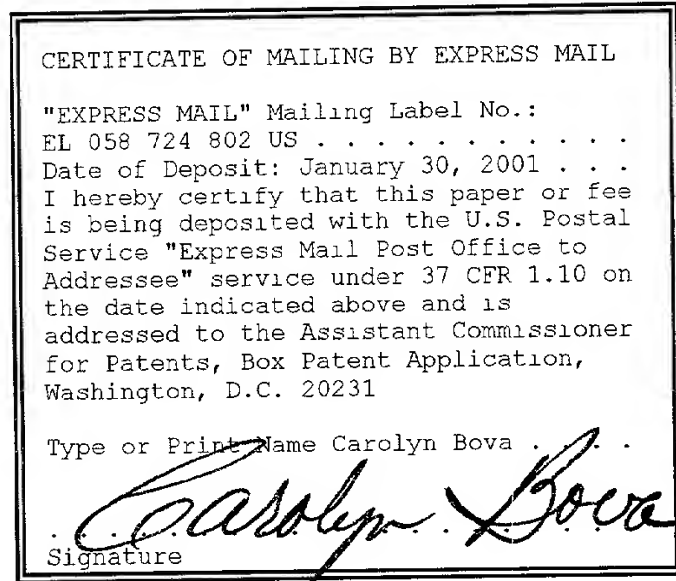 CERTIFICATE OF MAILING BY EXPRESS MAIL
"EXPRESS MAIL" Mailing Label No.:
EL 058 724 802 US . . . . . . . . . . . .
Date of Deposit: January 30, 2001 . . .
I hereby certify that this paper or fee
is being deposited with the U.S. Postal
Service "Express Mail Post Office to
Addressee" service under 37 CFR 1.10 on
the date indicated above and is
addressed to the Assistant Commissioner
for Patents, Box Patent Application,
Washington, D.C. 20231
Type or Print Name Carolyn Bova . . . .
Carolyn Bova
Signature